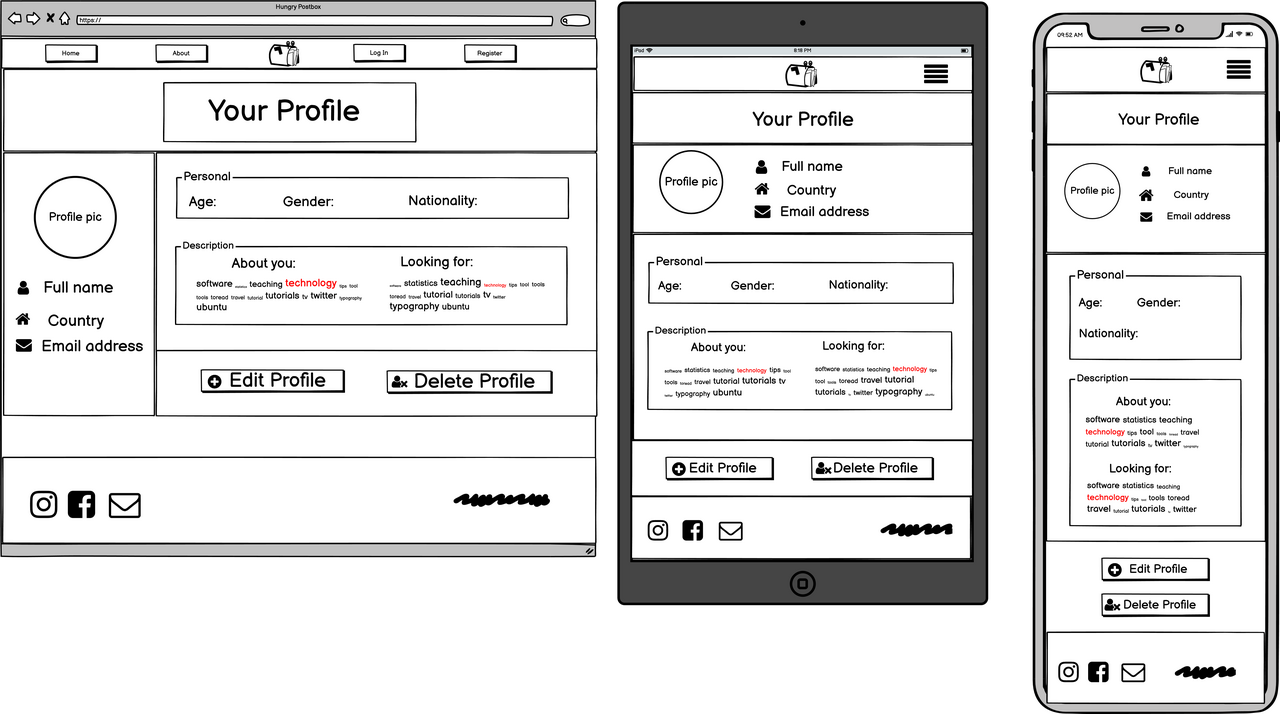 Hungry Postbox
https://
Home
About
Log In
Register
Your Profile
Profile pic
Full name
Country
Email address
Personal
Age: Gender: Nationality:
Description
About you:
software statistics teaching technology tips tool
tools toread travel tutorial tutorials tv twitter typography
ubuntu
Looking for:
statistics teaching technology tips tool tools
toread travel tutorial tutorials tv twitter
typography ubuntu
Edit Profile
Delete Profile
iPad
8:18 PM
Your Profile
Profile pic
Full name
Country
Email address
Personal
Age: Gender: Nationality:
Description
About you:
software statistics teaching technology tips tool
tools toread travel tutorial tutorials tv
twitter typography ubuntu
Looking for:
software statistics teaching technology tips
tool tools toread travel tutorial
tutorials tv twitter typography ubuntu
Edit Profile
Delete Profile
09:52 AM
Your Profile
Profile pic
Full name
Country
Email address
Personal
Age: Gender:
Nationality:
Description
About you:
software statistics teaching
technology tips tool tools toread travel
tutorial tutorials tv twitter typography
Looking for:
software statistics teaching
technology tips tool tools toread
travel tutorial tutorials tv twitter
Edit Profile
Delete Profile